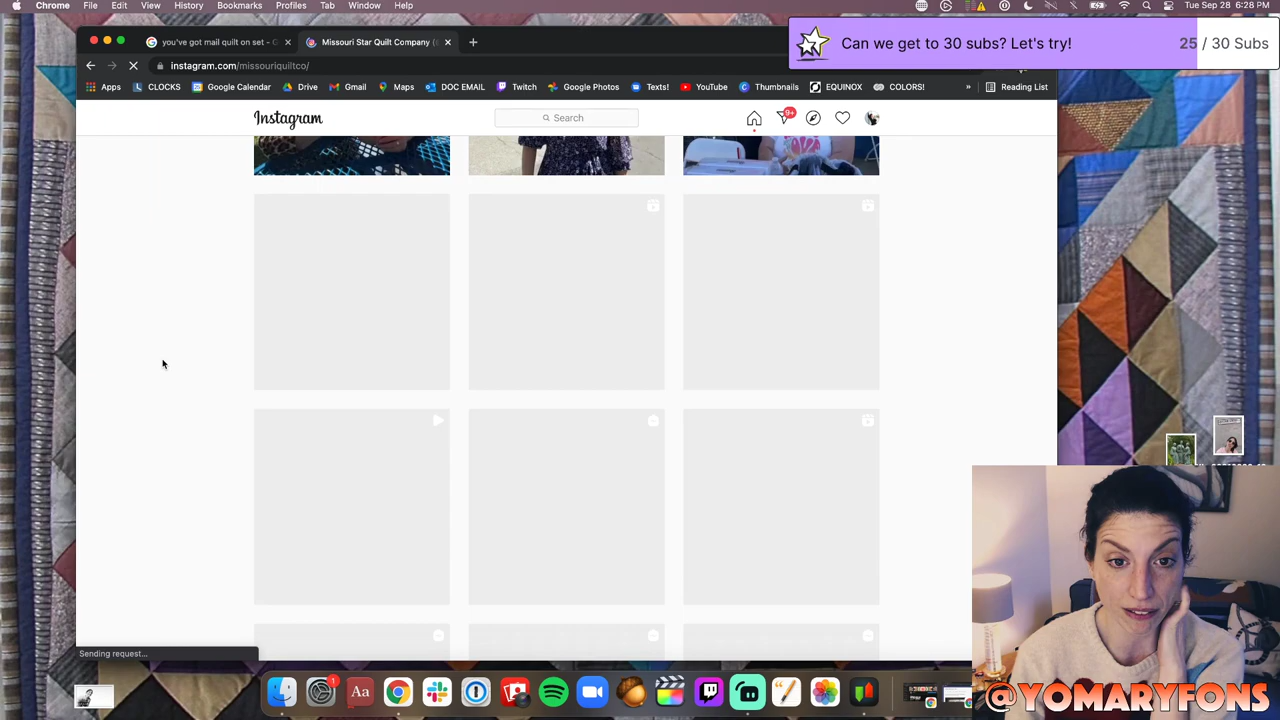 Chrome File Edit View History Bookmarks Profiles Tab Window Help
Tue Sep 28 6:28 PM
Can we get to 30 subs? Let's try! 25 / 30 Subs
you've got mail quilt on set - G
Missouri Star Quilt Company (@
instagram.com/missouriquiltco/
Apps CLOCKS Google Calendar Drive Gmail Maps DOC EMAIL Twitch Google Photos Texts! YouTube Thumbnails EQUINOX COLORS! » Reading List
Instagram
Search
9+
Sending request...
1
Aa
@YOMARYFONS